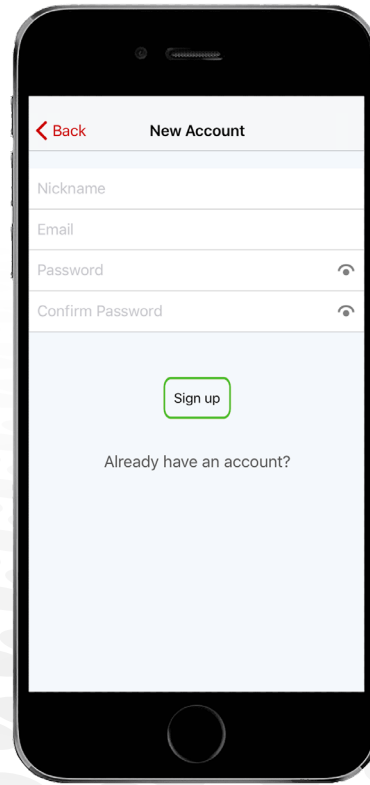 Back New Account
Nickname
Email
Password
Confirm Password
Sign up
Already have an account?